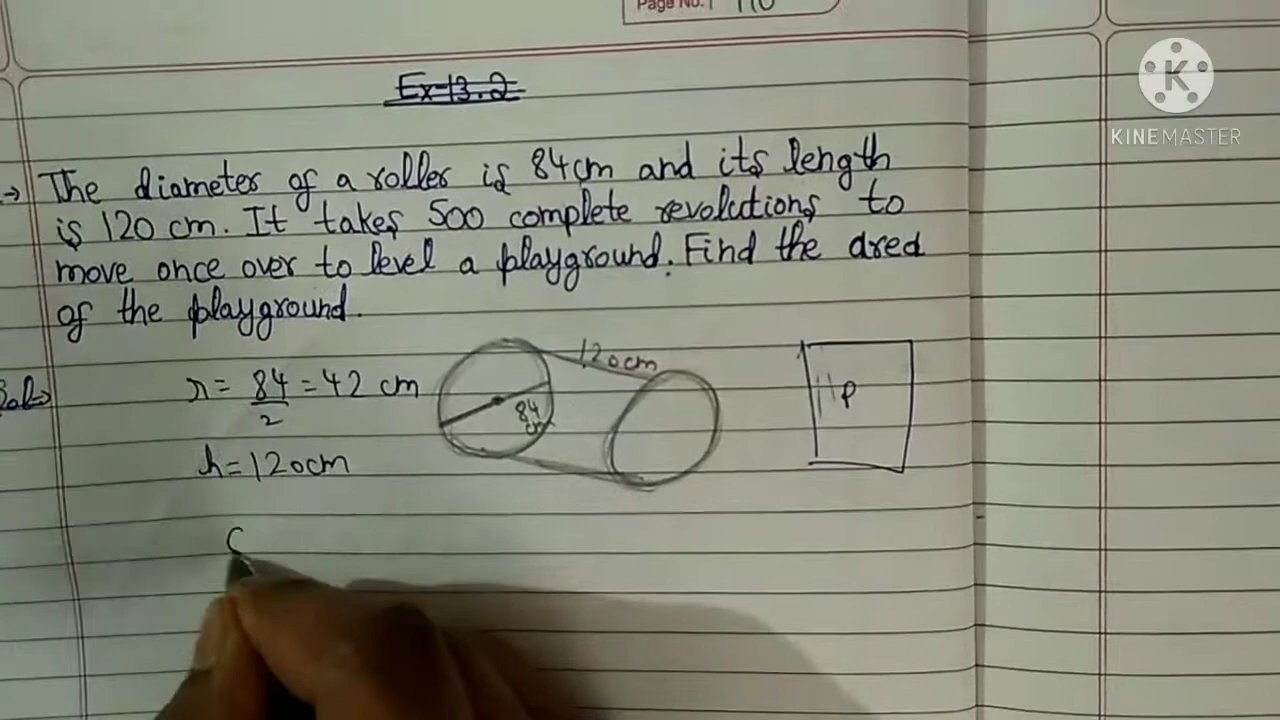 Page No. 110
KINEMASTER
Ex-13.2
→ The diameter of a roller is 84cm and its length
is 120 cm. It takes 500 complete revolutions to
move once over to level a playground. Find the area
of the playground.
Sol→
r = 84/2 = 42 cm
h = 120cm
120cm
84 cm
P